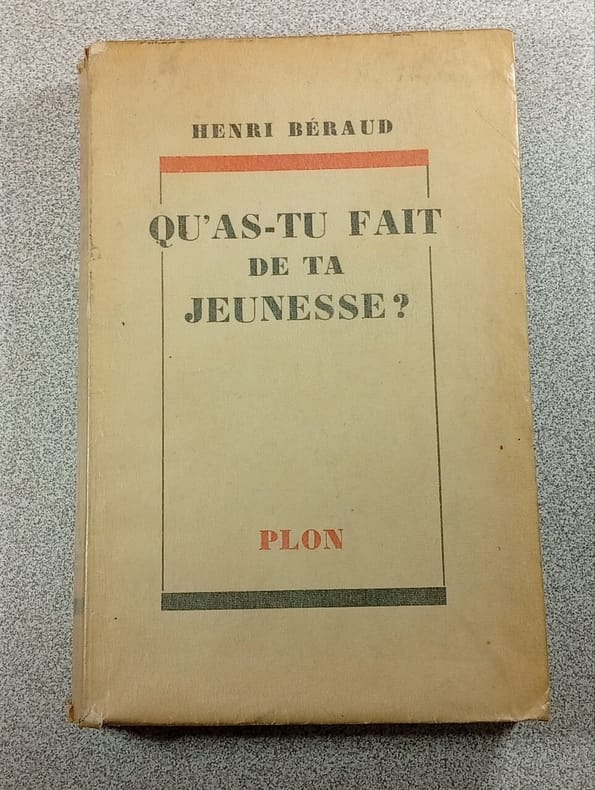 HENRI BÉRAUD
QU'AS-TU FAIT
DE TA
JEUNESSE?
PLON